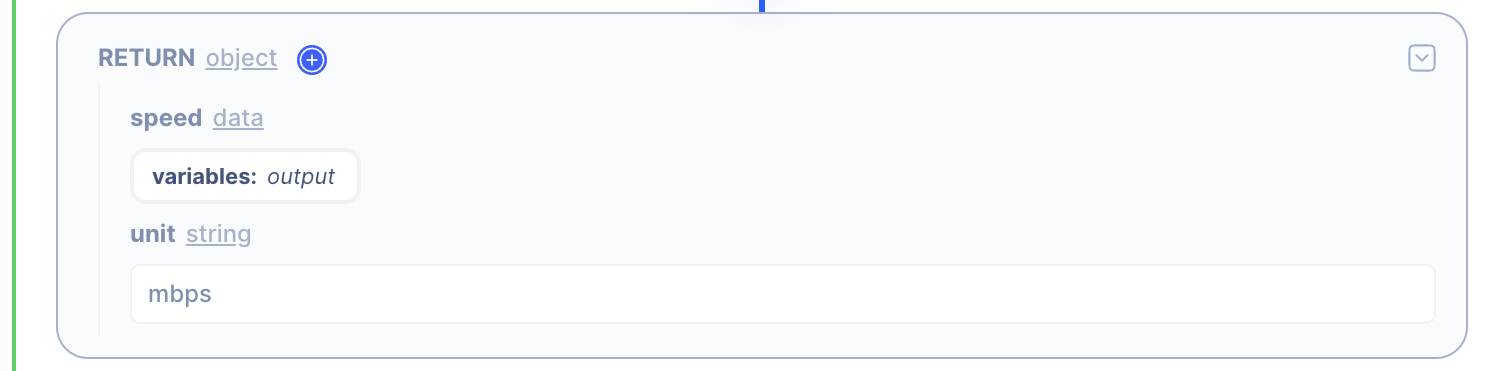 RETURN object
speed data
variables: output
unit string
mbps